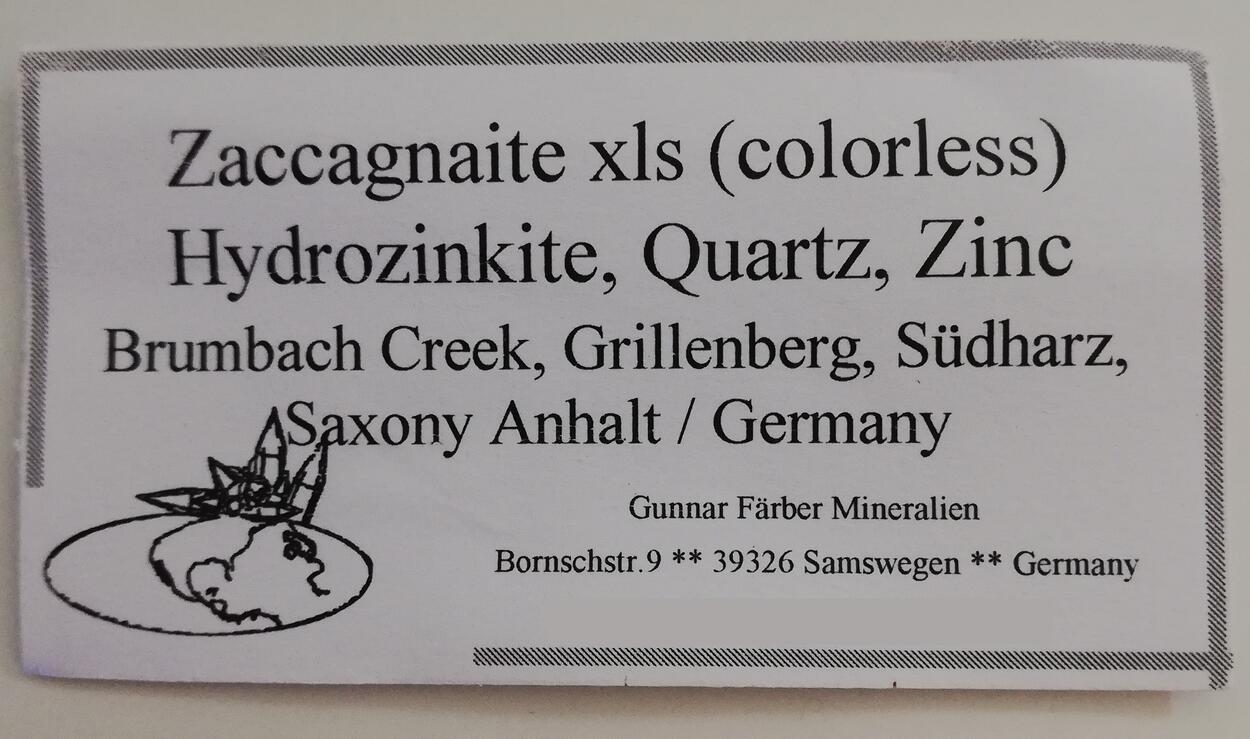 Zaccagnaite xls (colorless)
Hydrozinkite, Quartz, Zinc
Brumbach Creek, Grillenberg, Südharz,
Saxony Anhalt / Germany
Gunnar Färber Mineralien
Bornschstr.9 ** 39326 Samswegen ** Germany